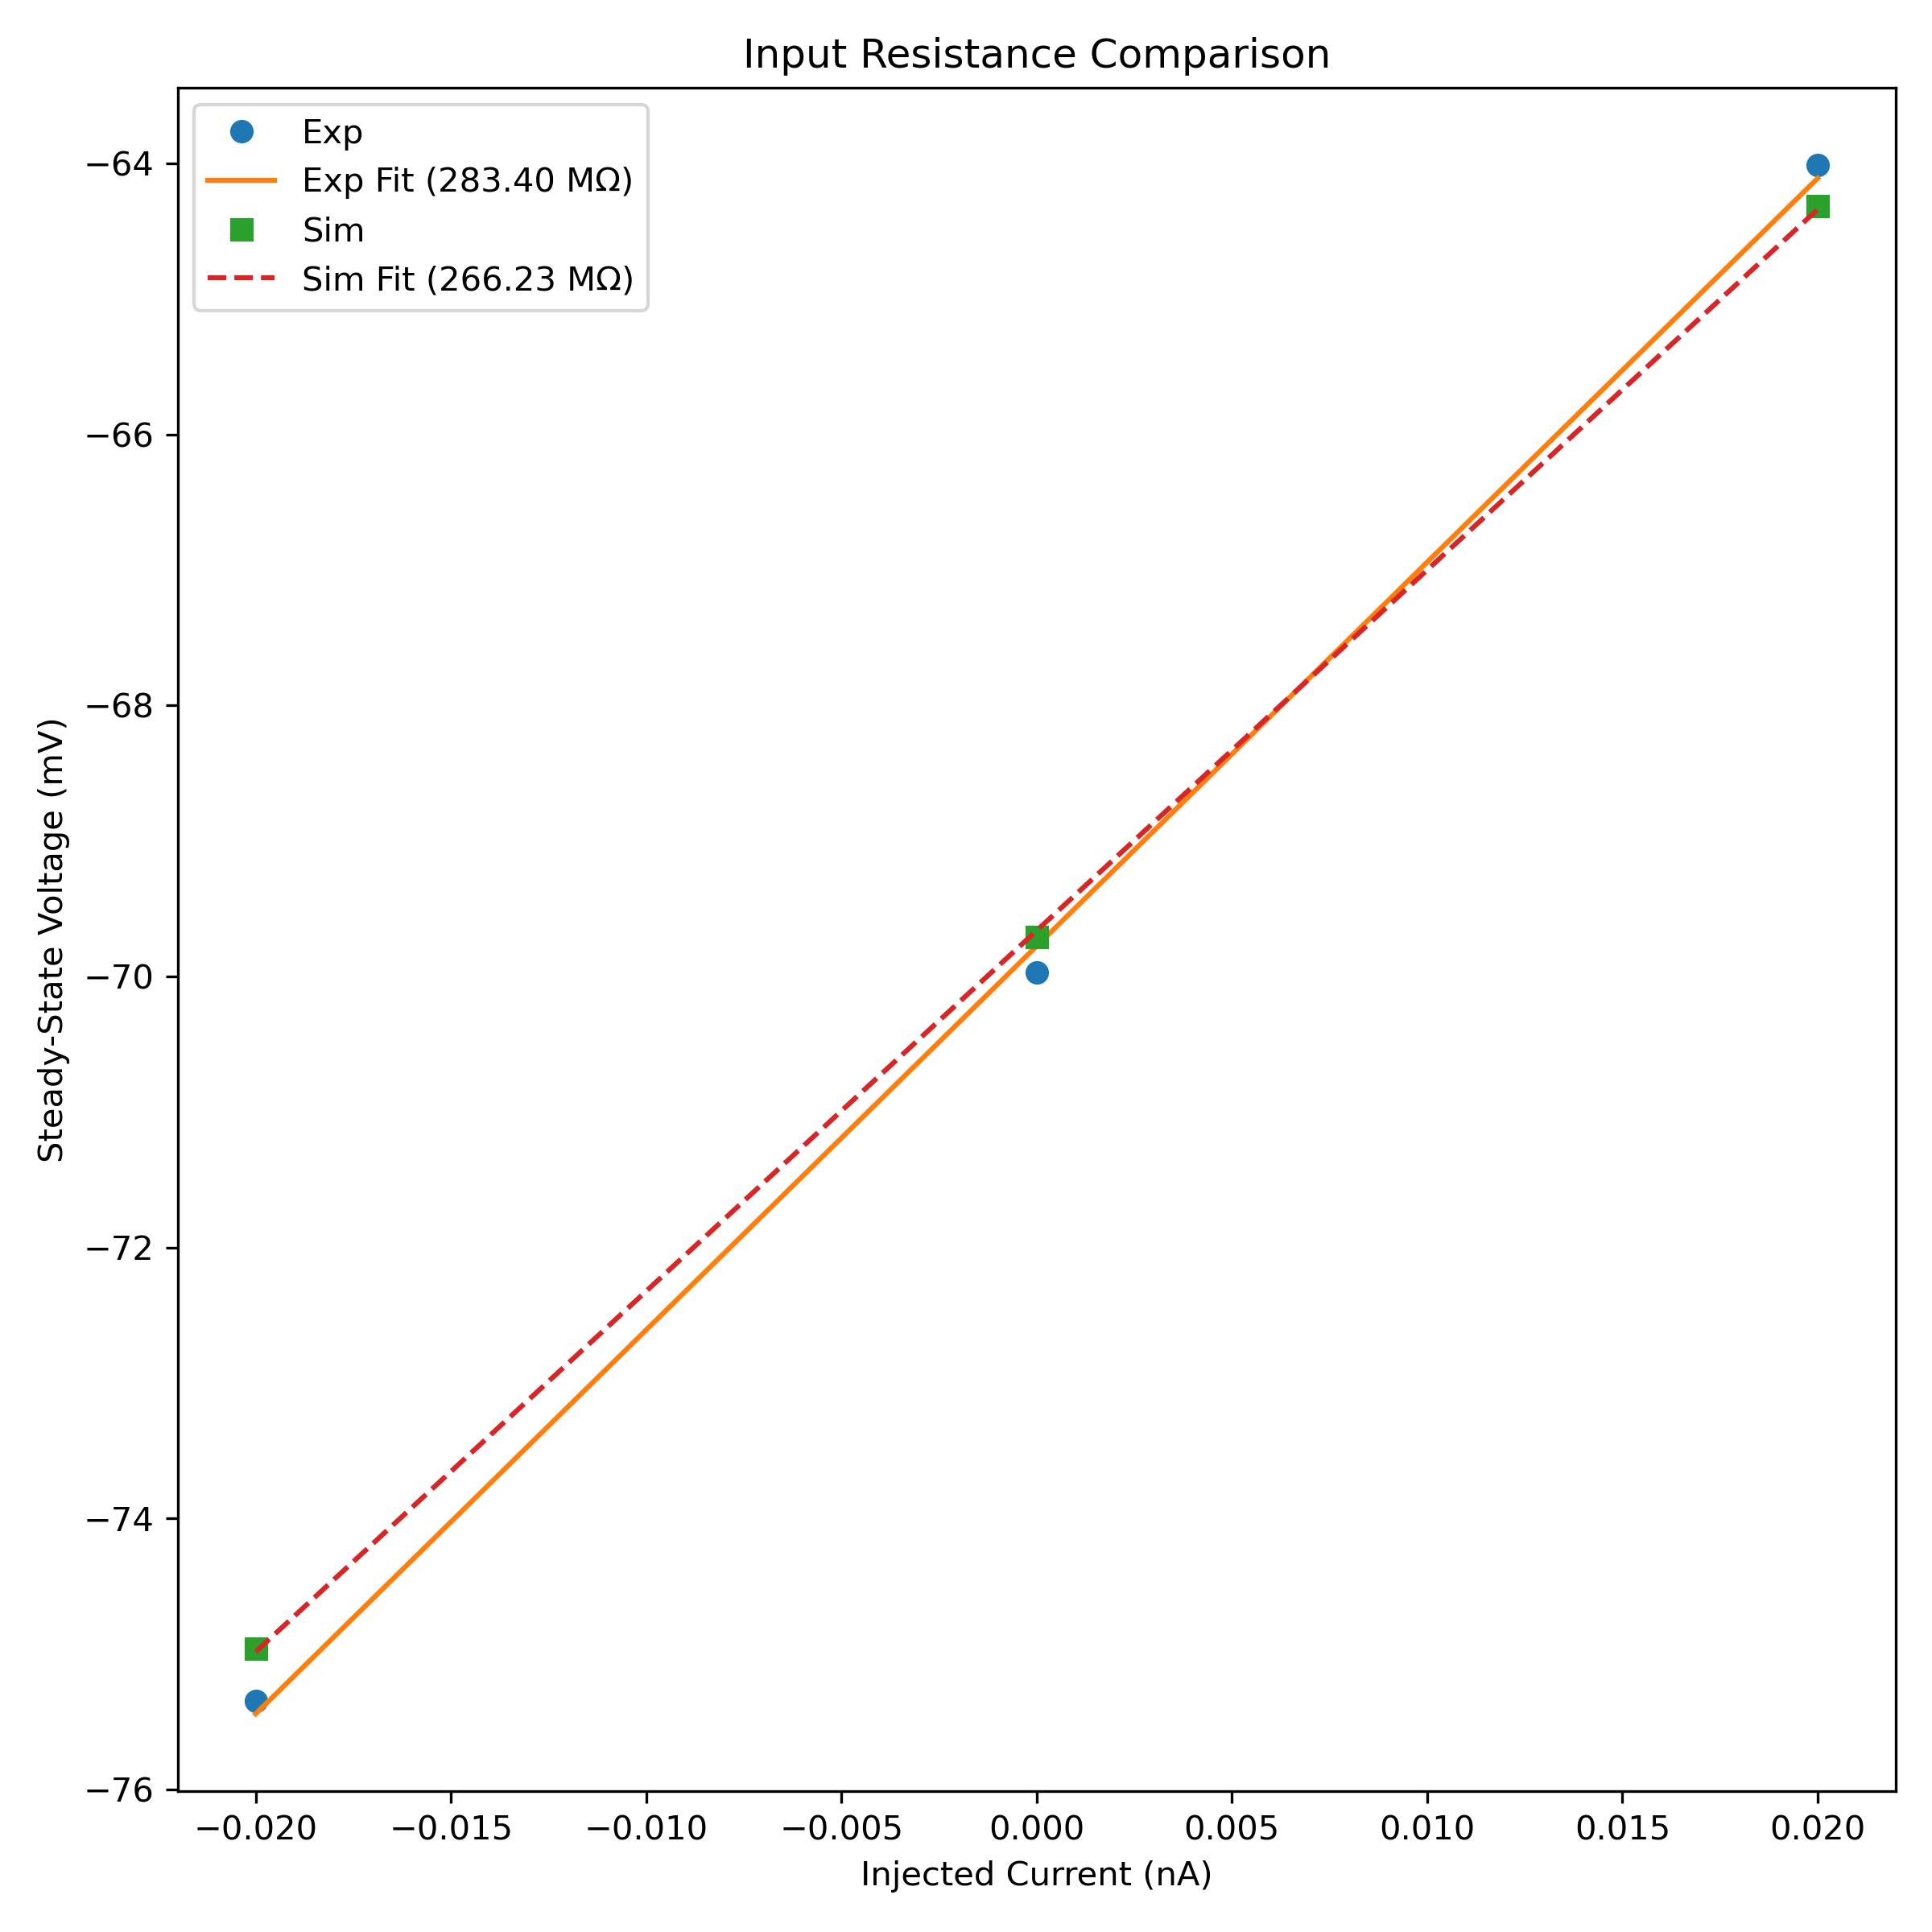 Input Resistance Comparison
Exp
Exp Fit (283.40 MΩ)
Sim
Sim Fit (266.23 MΩ)
−64
−66
−68
−70
−72
−74
−76
Steady-State Voltage (mV)
−0.020 −0.015 −0.010 −0.005 0.000 0.005 0.010 0.015 0.020
Injected Current (nA)